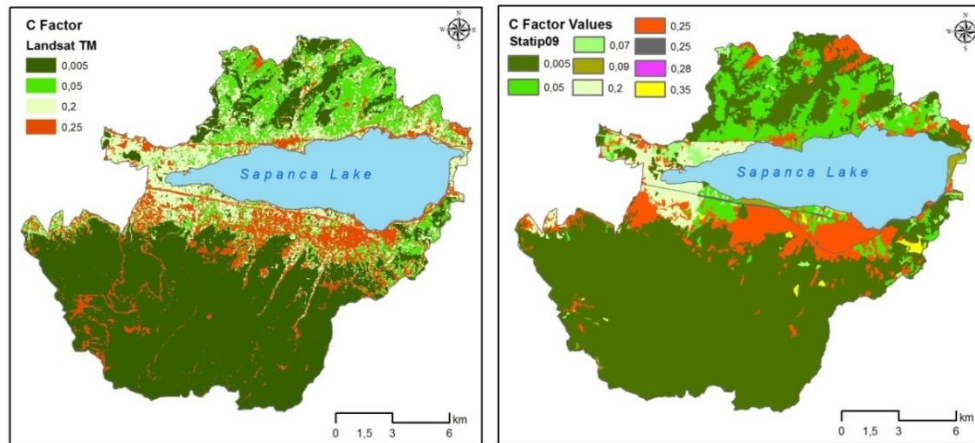 C Factor
Landsat TM
0,005
0,05
0,2
0,25
N
W E
S
Sapanca Lake
km
0 1,5 3 6
C Factor Values
Statip09
0,005
0,05
0,07
0,09
0,2
0,25
0,25
0,28
0,35
N
W E
S
Sapanca Lake
km
0 1,5 3 6